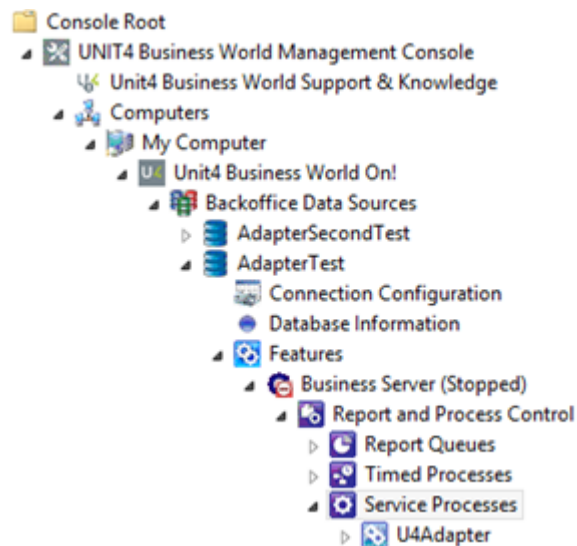 Console Root
UNIT4 Business World Management Console
Unit4 Business World Support & Knowledge
Computers
My Computer
Unit4 Business World On!
Backoffice Data Sources
AdapterSecondTest
AdapterTest
Connection Configuration
Database Information
Features
Business Server (Stopped)
Report and Process Control
Report Queues
Timed Processes
Service Processes
U4Adapter